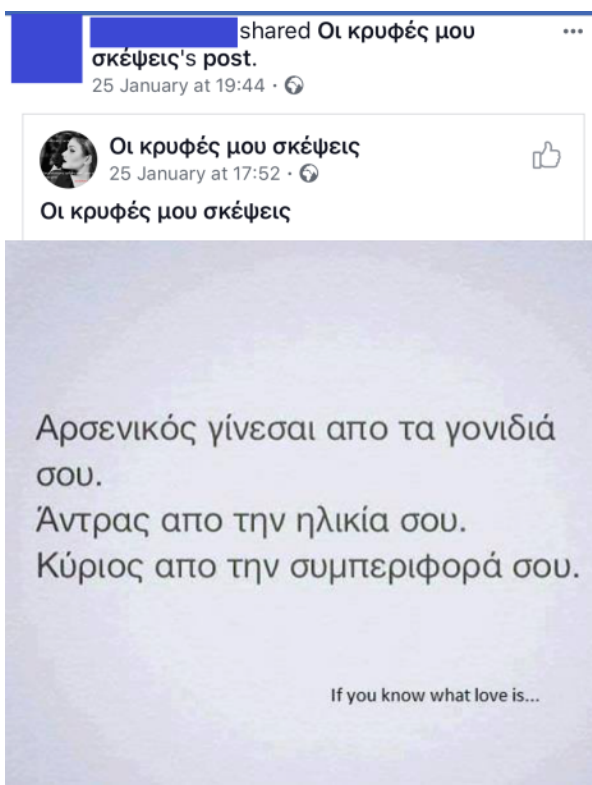 shared Οι κρυφές μου
σκέψεις's post.
25 January at 19:44 ·
Οι κρυφές μου σκέψεις
25 January at 17:52 ·
Οι κρυφές μου σκέψεις
Αρσενικός γίνεσαι απο τα γονιδιά
σου.
Άντρας απο την ηλικία σου.
Κύριος απο την συμπεριφορά σου.
If you know what love is...